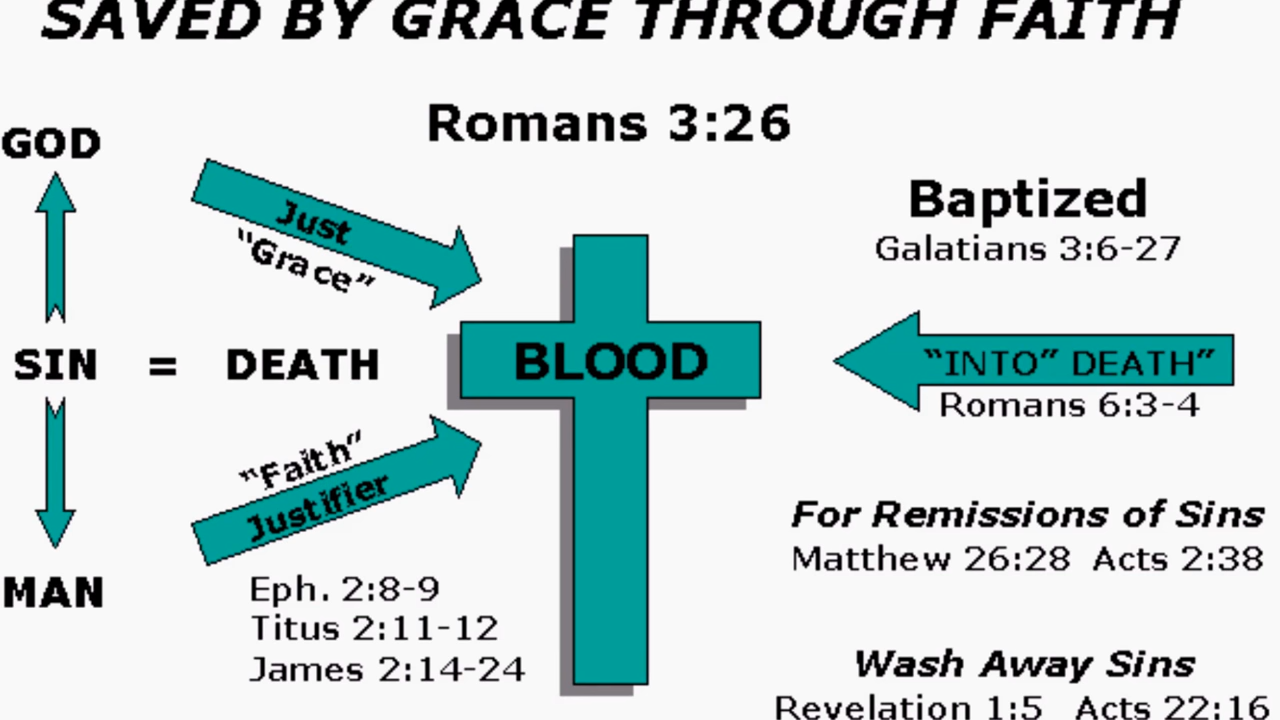 SAVED BY GRACE THROUGH FAITH
Romans 3:26
GOD
Just
"Grace"
SIN = DEATH
"Faith"
Justifier
MAN
Eph. 2:8-9
Titus 2:11-12
James 2:14-24
BLOOD
Baptized
Galatians 3:6-27
"INTO" DEATH"
Romans 6:3-4
For Remissions of Sins
Matthew 26:28 Acts 2:38
Wash Away Sins
Revelation 1:5 Acts 22:16